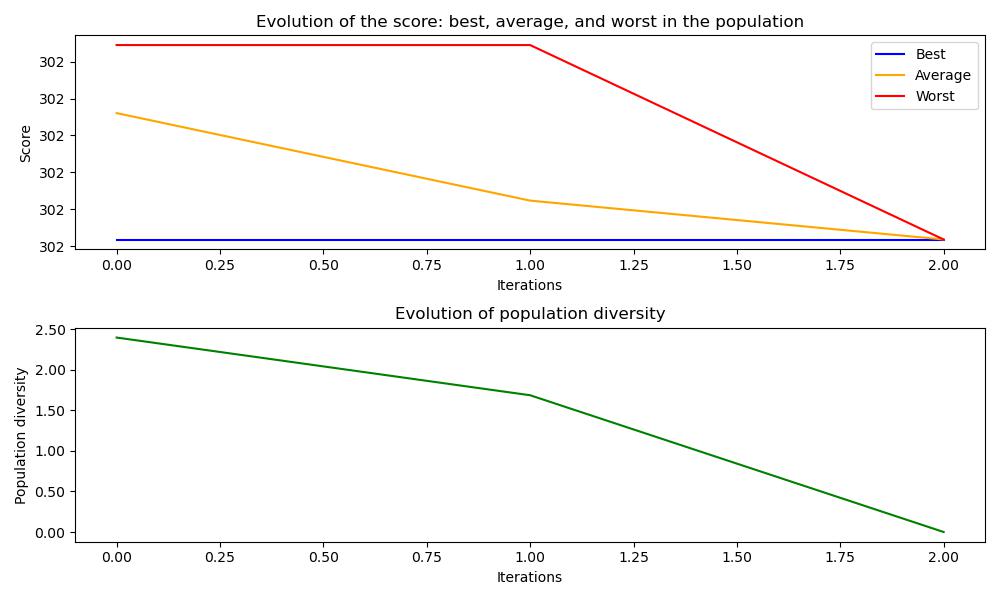 Evolution of the score: best, average, and worst in the population
Score
302
302
302
302
302
302
Best
Average
Worst
0.00 0.25 0.50 0.75 1.00 1.25 1.50 1.75 2.00
Iterations
Evolution of population diversity
Population diversity
2.50
2.00
1.50
1.00
0.50
0.00
0.00 0.25 0.50 0.75 1.00 1.25 1.50 1.75 2.00
Iterations